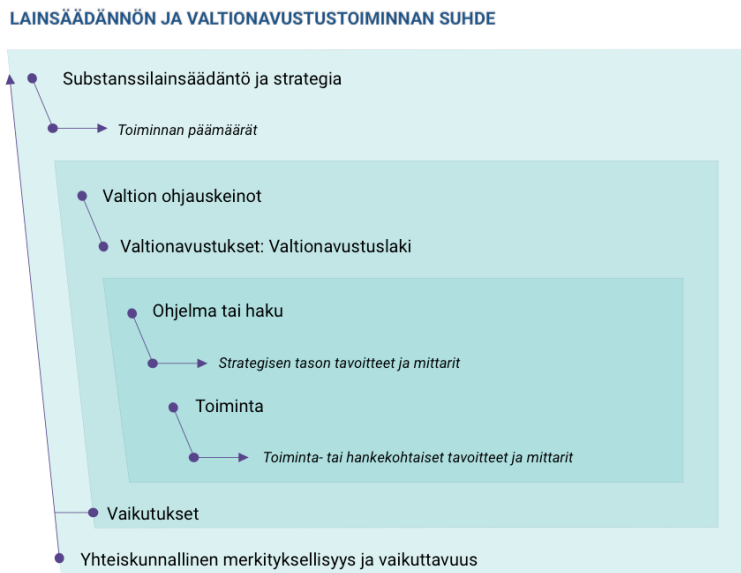 LAINSÄÄDÄNNÖN JA VALTIONAVUSTUSTOIMINNAN SUHDE
Substanssilainsäädäntö ja strategia
Toiminnan päämäärät
Valtion ohjauskeinot
Valtionavustukset: Valtionavustuslaki
Ohjelma tai haku
Strategisen tason tavoitteet ja mittarit
Toiminta
Toiminta- tai hankekohtaiset tavoitteet ja mittarit
Vaikutukset
Yhteiskunnallinen merkityksellisyys ja vaikuttavuus